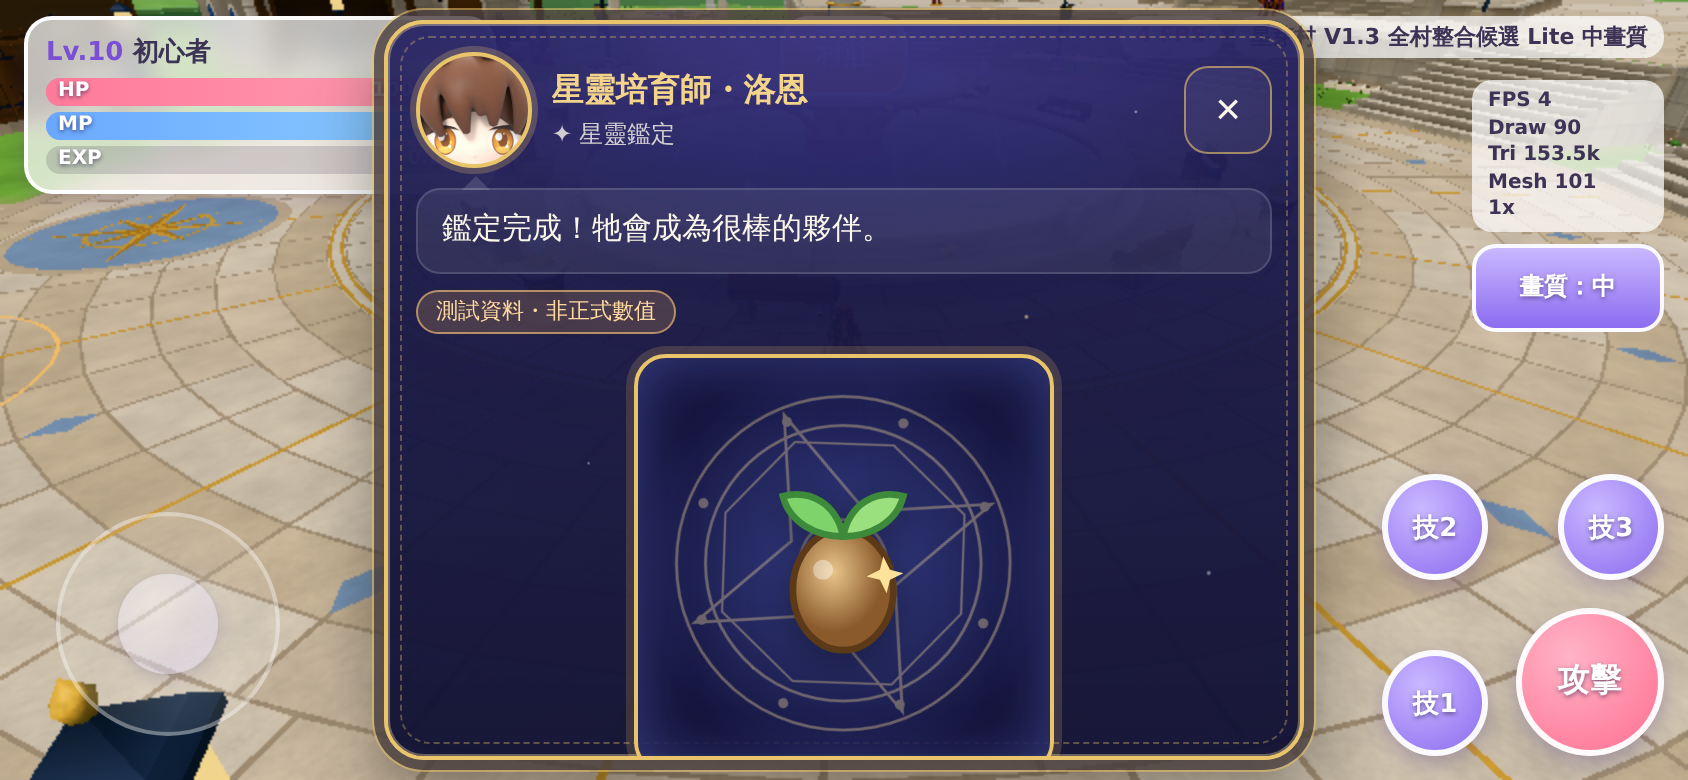 Lv.10 初心者
HP
MP
EXP
星靈培育師・洛恩
✦ 星靈鑑定
×
鑑定完成！牠會成為很棒的夥伴。
測試資料・非正式數值
村 V1.3 全村整合候選 Lite 中畫質
FPS 4
Draw 90
Tri 153.5k
Mesh 101
1x
畫質：中
技2
技3
技1
攻擊